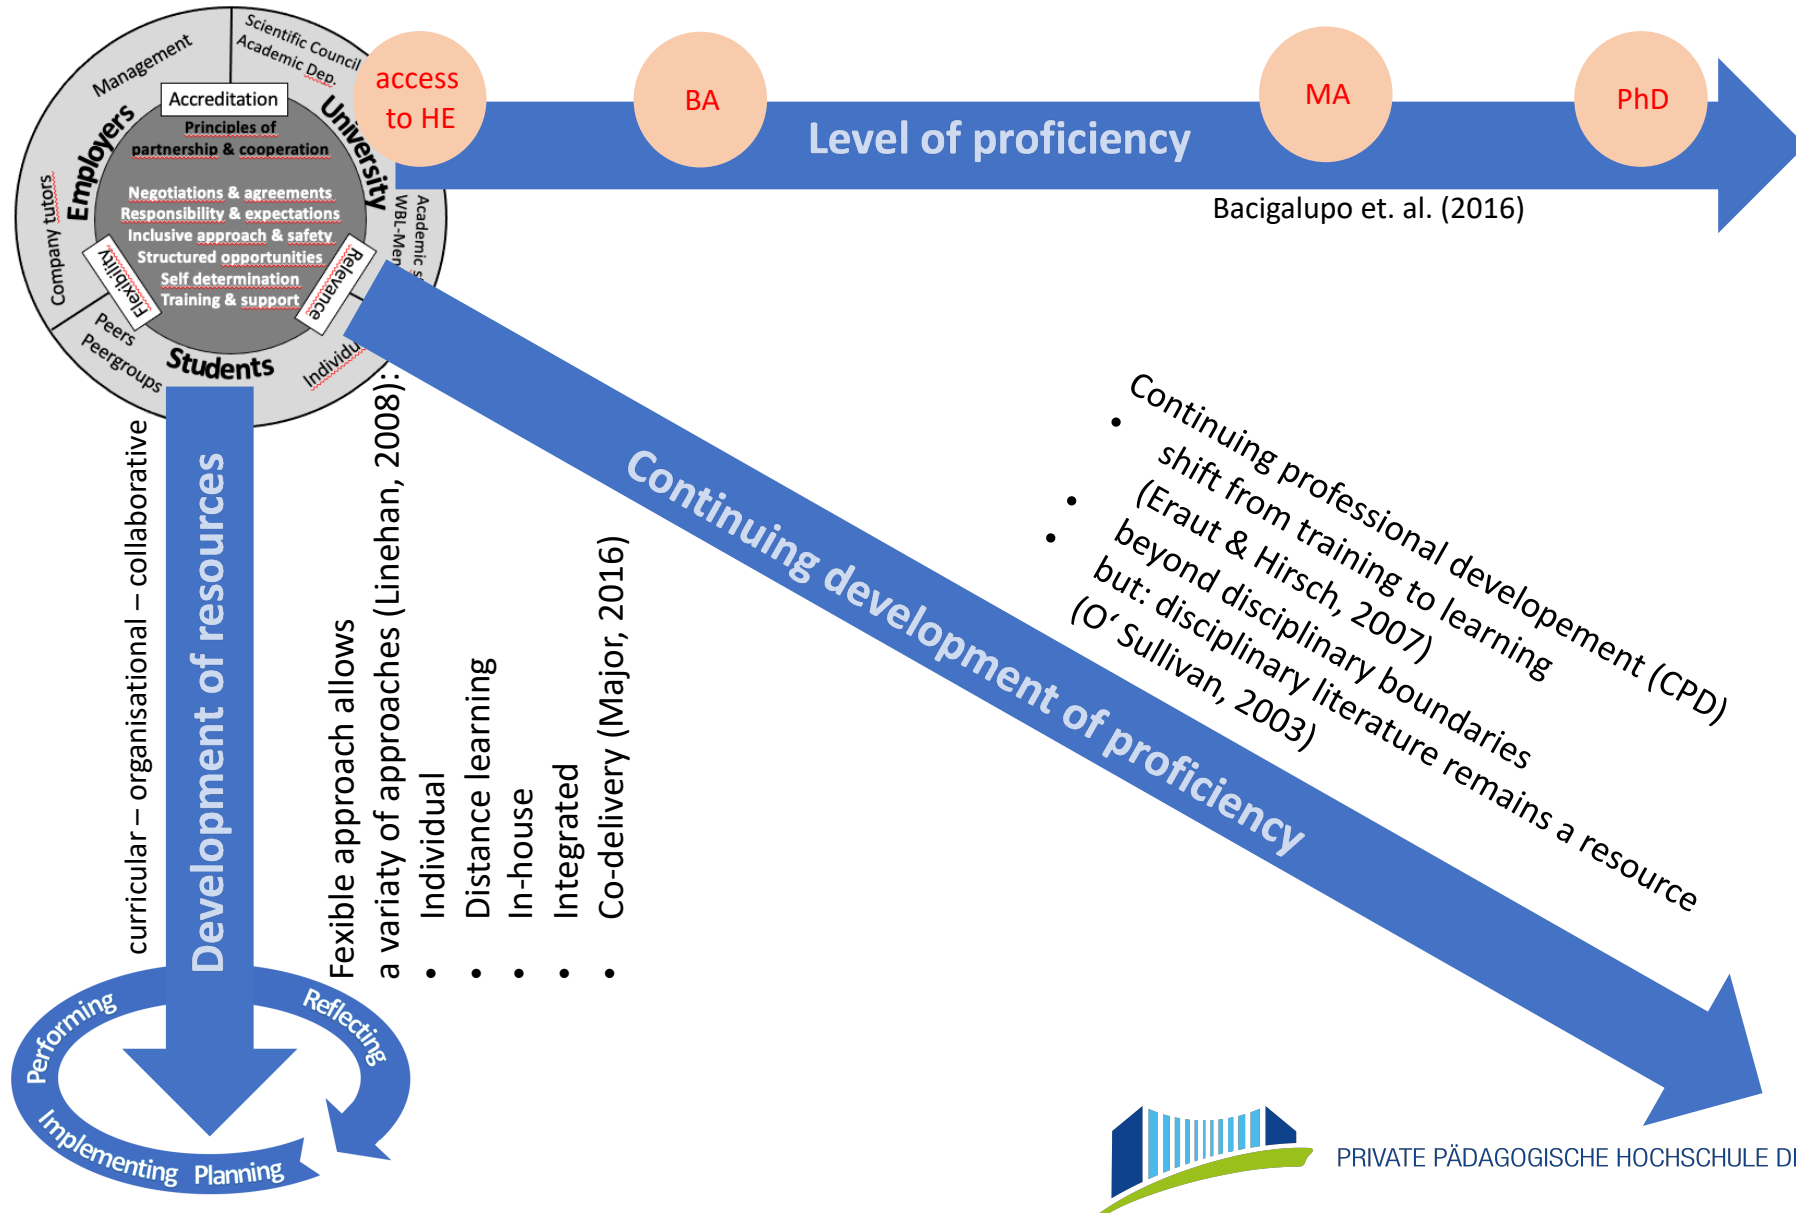 Scientific Council
Academic Dep.
Management
Accreditation
Employers
University
Principles of
partnership & cooperation
Negotiations & agreements
Responsibility & expectations
Inclusive approach & safety
Structured opportunities
Self determination
Training & support
Company tutors
Academic
Flexibility
Relevance
Peers
Peergroups
Students
access
to HE
BA
MA
PhD
Level of proficiency
Bacigalupo et. al. (2016)
curricular – organisational – collaborative
Development of resources
Fexible approach allows
a variaty of approaches (Linehan, 2008):
• Individual
• Distance learning
• In-house
• Integrated
• Co-delivery (Major, 2016)
Continuing development of proficiency
Continuing professional developement (CPD)
• shift from training to learning
(Eraut & Hirsch, 2007)
• beyond disciplinary boundaries
• but: disciplinary literature remains a resource
(O‘ Sullivan, 2003)
Performing
Reflecting
Implementing
Planning
PRIVATE PÄDAGOGISCHE HOCHSCHULE